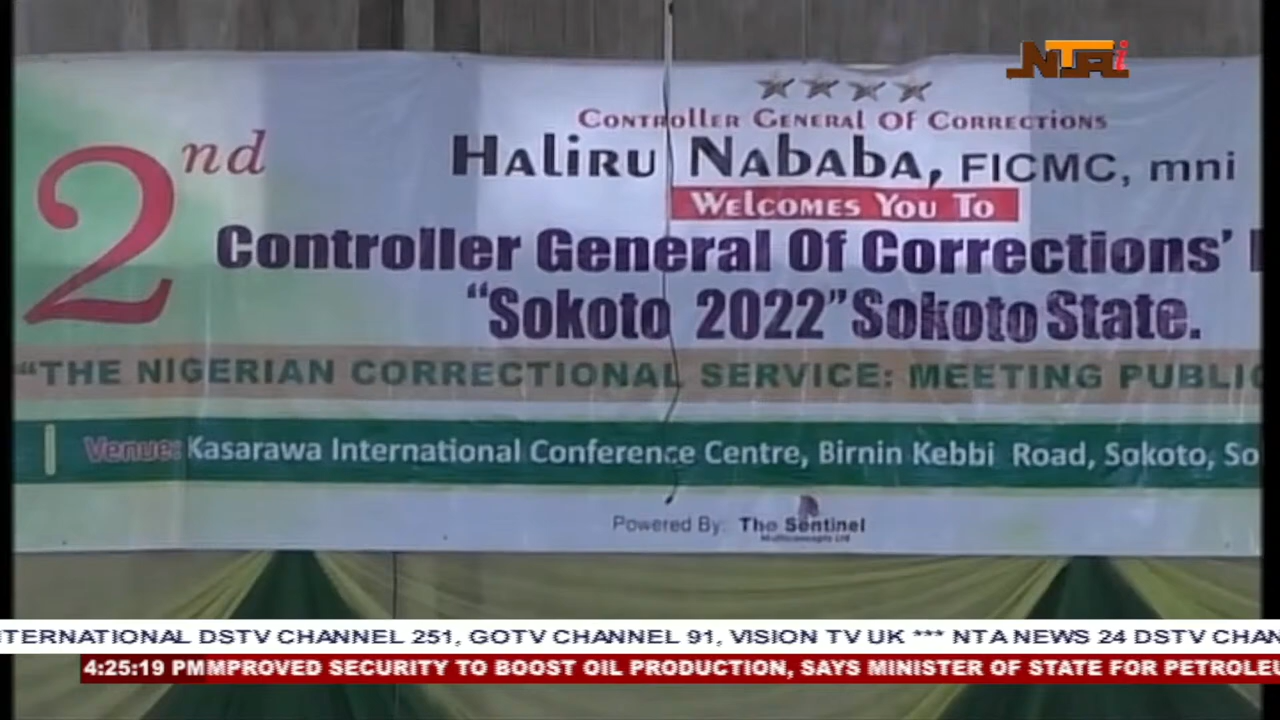 NTAi
CONTROLLER GENERAL OF CORRECTIONS
HALIRU NABABA, FICMC, mni
2nd
WELCOMES YOU TO
Controller General Of Corrections'
"Sokoto 2022" Sokoto State.
"THE NIGERIAN CORRECTIONAL SERVICE: MEETING PUBLIC
Venue: Kasarawa International Conference Centre, Birnin Kebbi Road, Sokoto, So
Powered By: The Sentinel
TERNATIONAL DSTV CHANNEL 251, GOTV CHANNEL 91, VISION TV UK *** NTA NEWS 24 DSTV CHAN
4:25:19 PM MPROVED SECURITY TO BOOST OIL PRODUCTION, SAYS MINISTER OF STATE FOR PETROLEU